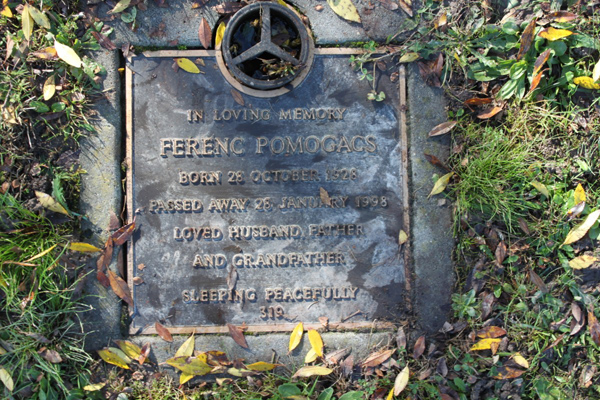 IN LOVING MEMORY
FERENC POMOGACS
BORN 28 OCTOBER 1928
PASSED AWAY 28 JANUARY 1998
LOVED HUSBAND, FATHER
AND GRANDFATHER
SLEEPING PEACEFULLY
319